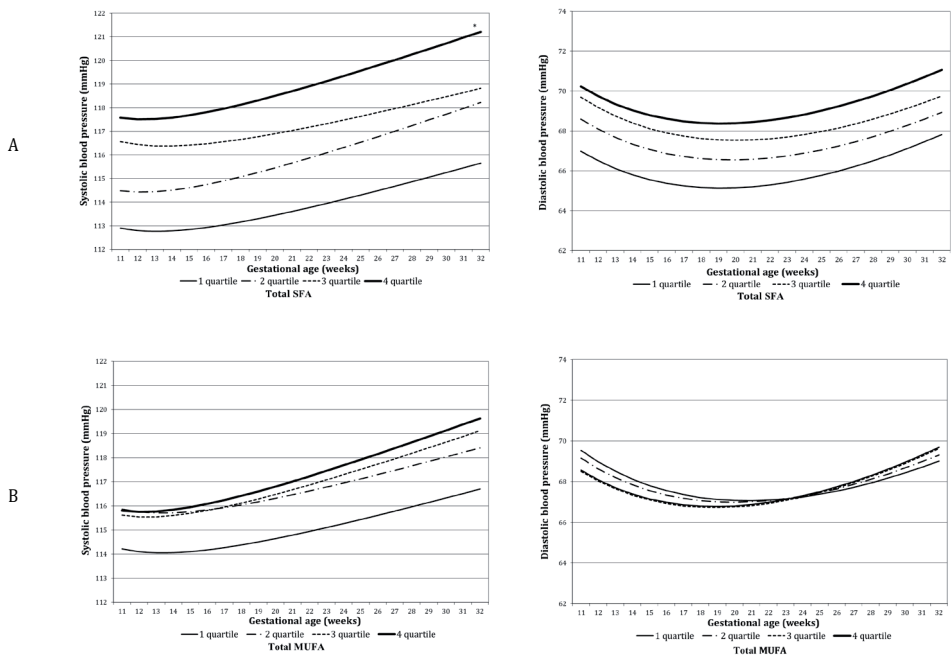 A
Systolic blood pressure (mmHg)
122
121
120
119
118
117
116
115
114
113
112
*
11 12 13 14 15 16 17 18 19 20 21 22 23 24 25 26 27 28 29 30 31 32
Gestational age (weeks)
1 quartile 2 quartile 3 quartile 4 quartile
Total SFA
Diastolic blood pressure (mmHg)
74
72
70
68
66
64
62
11 12 13 14 15 16 17 18 19 20 21 22 23 24 25 26 27 28 29 30 31 32
Gestational age (weeks)
1 quartile 2 quartile 3 quartile 4 quartile
Total SFA
B
Systolic blood pressure (mmHg)
122
121
120
119
118
117
116
115
114
113
112
11 12 13 14 15 16 17 18 19 20 21 22 23 24 25 26 27 28 29 30 31 32
Gestational age (weeks)
1 quartile 2 quartile 3 quartile 4 quartile
Total MUFA
Diastolic blood pressure (mmHg)
74
72
70
68
66
64
62
11 12 13 14 15 16 17 18 19 20 21 22 23 24 25 26 27 28 29 30 31 32
Gestational age (weeks)
1 quartile 2 quartile 3 quartile 4 quartile
Total MUFA